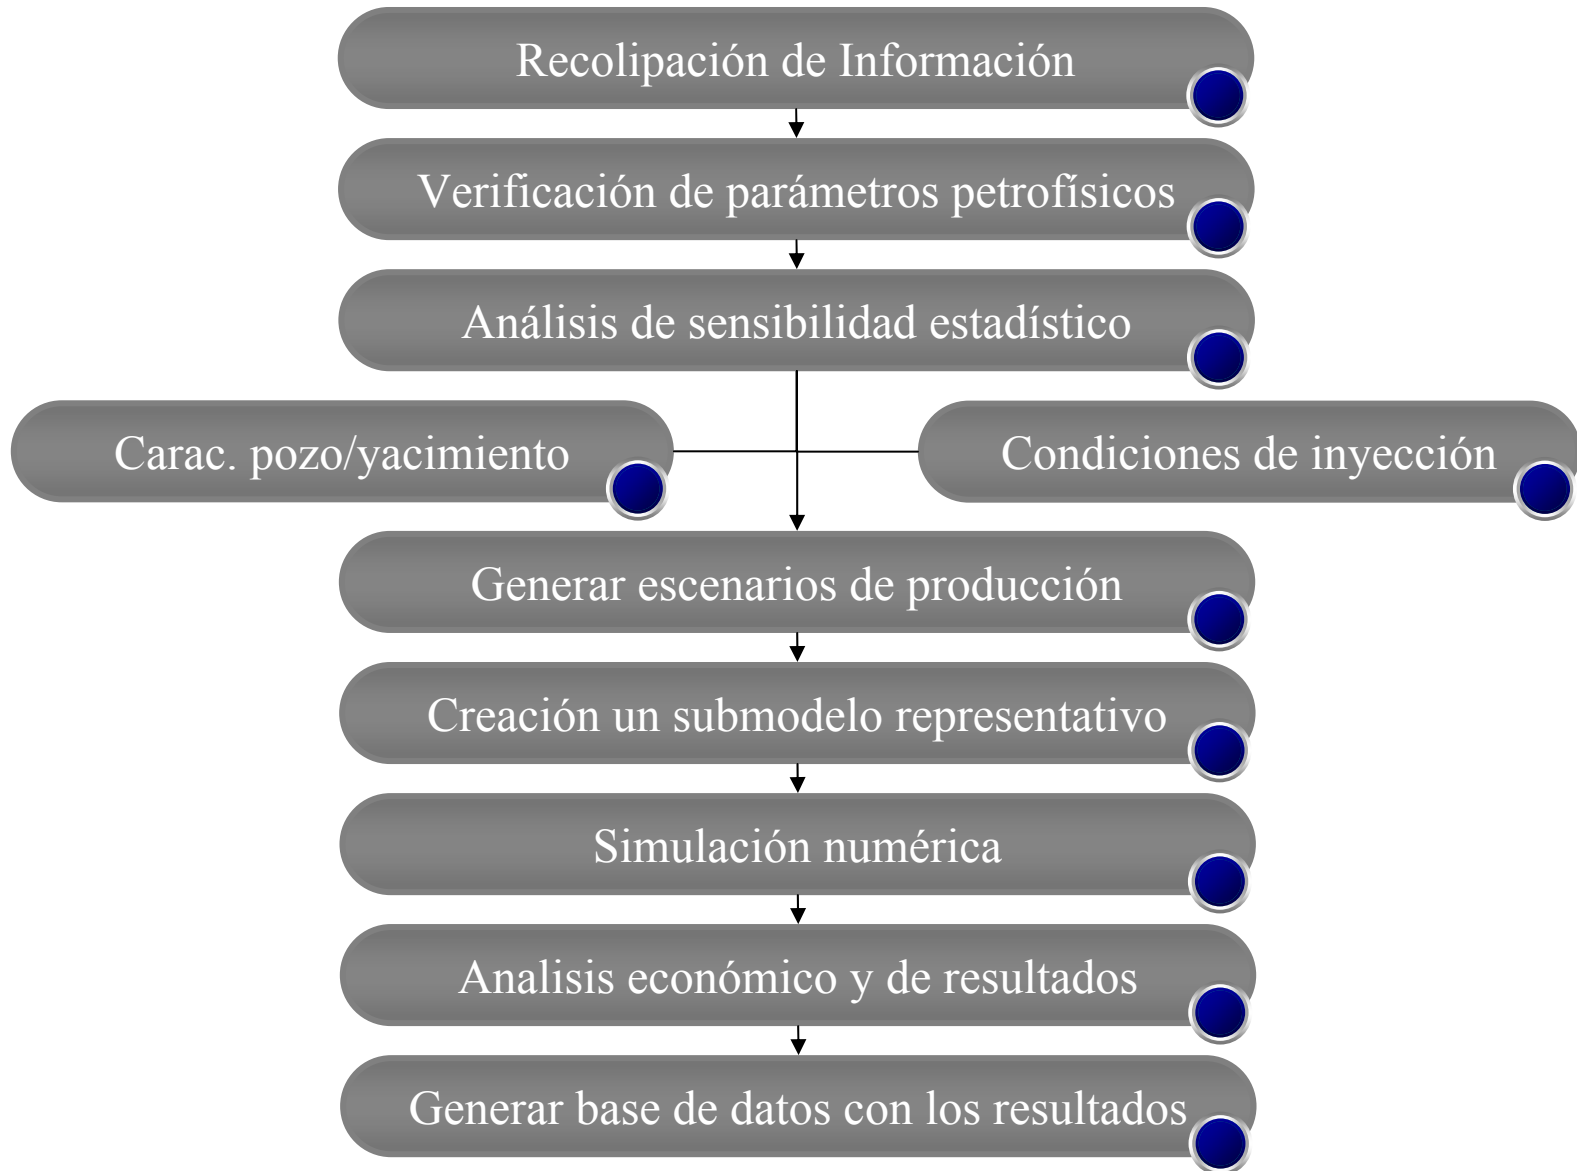 Recolipación de Información
Verificación de parámetros petrofísicos
Análisis de sensibilidad estadístico
Carac. pozo/yacimiento
Condiciones de inyección
Generar escenarios de producción
Creación un submodelo representativo
Simulación numérica
Analisis económico y de resultados
Generar base de datos con los resultados